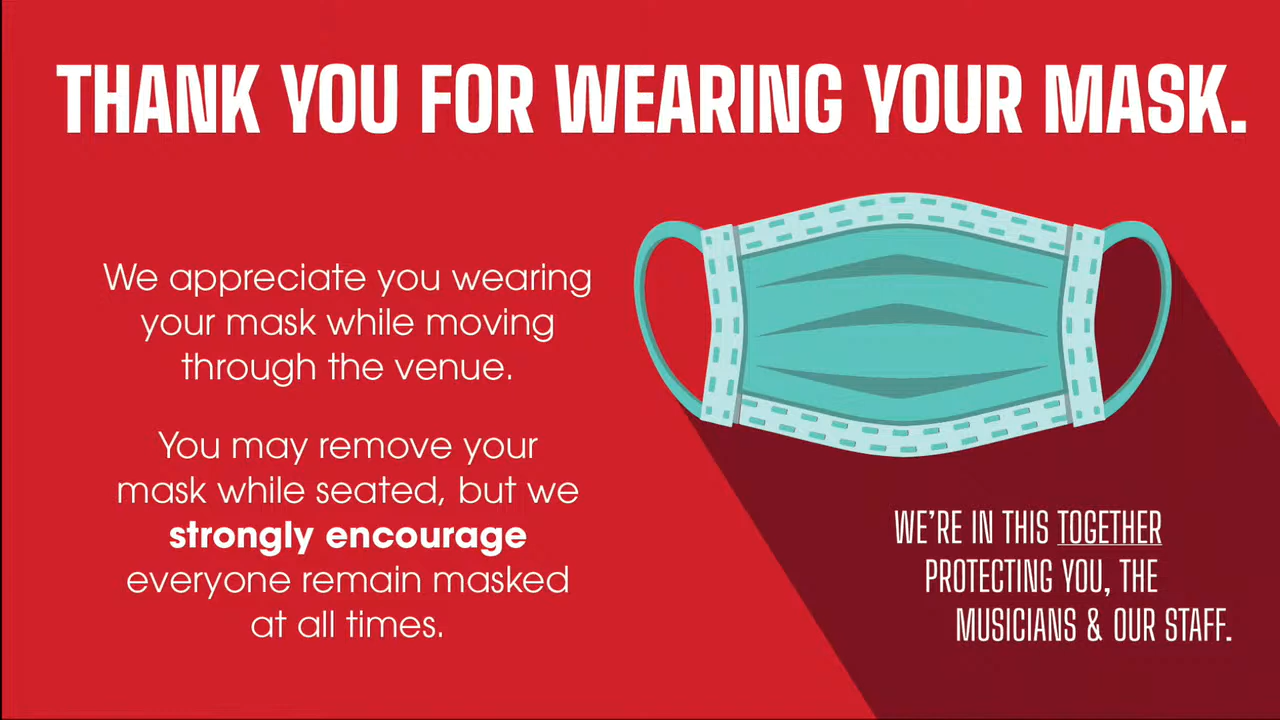 THANK YOU FOR WEARING YOUR MASK.
We appreciate you wearing
your mask while moving
through the venue.
You may remove your
mask while seated, but we
strongly encourage
everyone remain masked
at all times.
WE'RE IN THIS TOGETHER
PROTECTING YOU, THE
MUSICIANS & OUR STAFF.